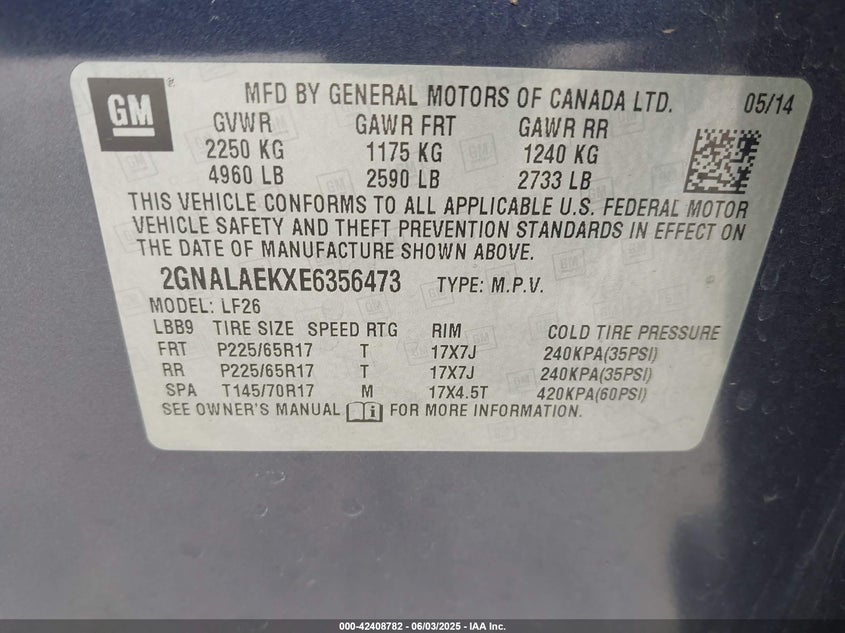 GM
MFD BY GENERAL MOTORS OF CANADA LTD. 05/14
GVWR GAWR FRT GAWR RR
2250 KG 1175 KG 1240 KG
4960 LB 2590 LB 2733 LB
THIS VEHICLE CONFORMS TO ALL APPLICABLE U.S. FEDERAL MOTOR
VEHICLE SAFETY AND THEFT PREVENTION STANDARDS IN EFFECT ON
THE DATE OF MANUFACTURE SHOWN ABOVE.
2GNALAEKXE6356473 TYPE: M.P.V.
MODEL: LF26
LBB9 TIRE SIZE SPEED RTG RIM COLD TIRE PRESSURE
FRT P225/65R17 T 17X7J 240KPA(35PSI)
RR P225/65R17 T 17X7J 240KPA(35PSI)
SPA T145/70R17 M 17X4.5T 420KPA(60PSI)
SEE OWNER'S MANUAL i FOR MORE INFORMATION.
000-42408782 - 06/03/2025 - IAA Inc.